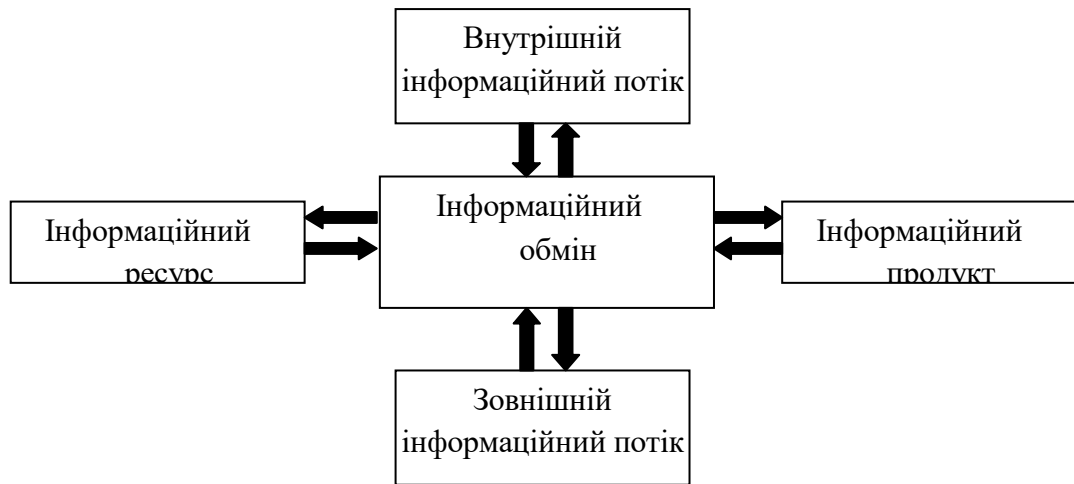 Внутрішній
інформаційний потік
Інформаційний
ресурс
Інформаційний
обмін
Інформаційний
продукт
Зовнішній
інформаційний потік